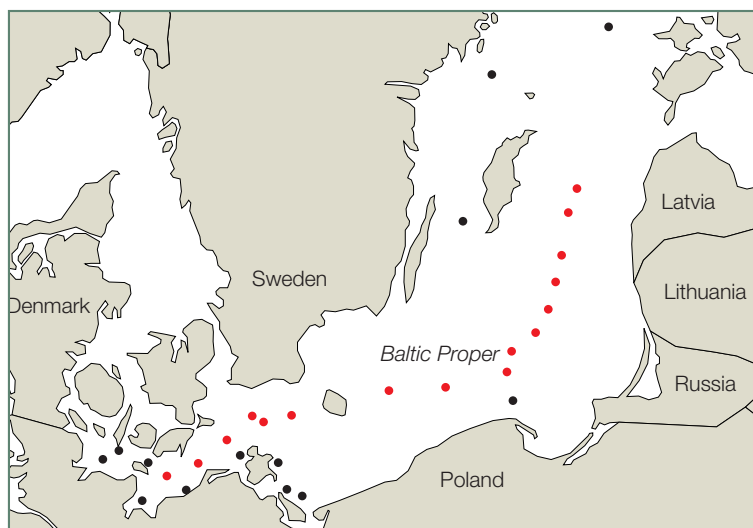 Latvia
Sweden
Lithuania
Denmark
Baltic Proper
Russia
Poland